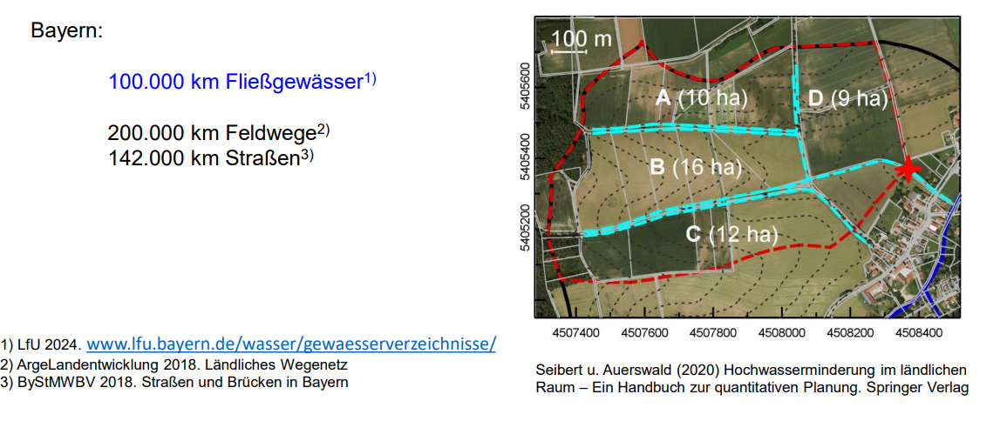 Bayern:
100.000 km Fließgewässer1)
200.000 km Feldwege2)
142.000 km Straßen3)
1) LfU 2024. www.lfu.bayern.de/wasser/gewaesserverzeichnisse/
2) ArgeLandentwicklung 2018. Ländliches Wegenetz
3) ByStMWBV 2018. Straßen und Brücken in Bayern
100 m
A (10 ha)
D (9 ha)
B (16 ha)
C (12 ha)
5405600
5405400
5405200
4507400 4507600 4507800 4508000 4508200 4508400
Seibert u. Auerswald (2020) Hochwasserminderung im ländlichen
Raum – Ein Handbuch zur quantitativen Planung. Springer Verlag